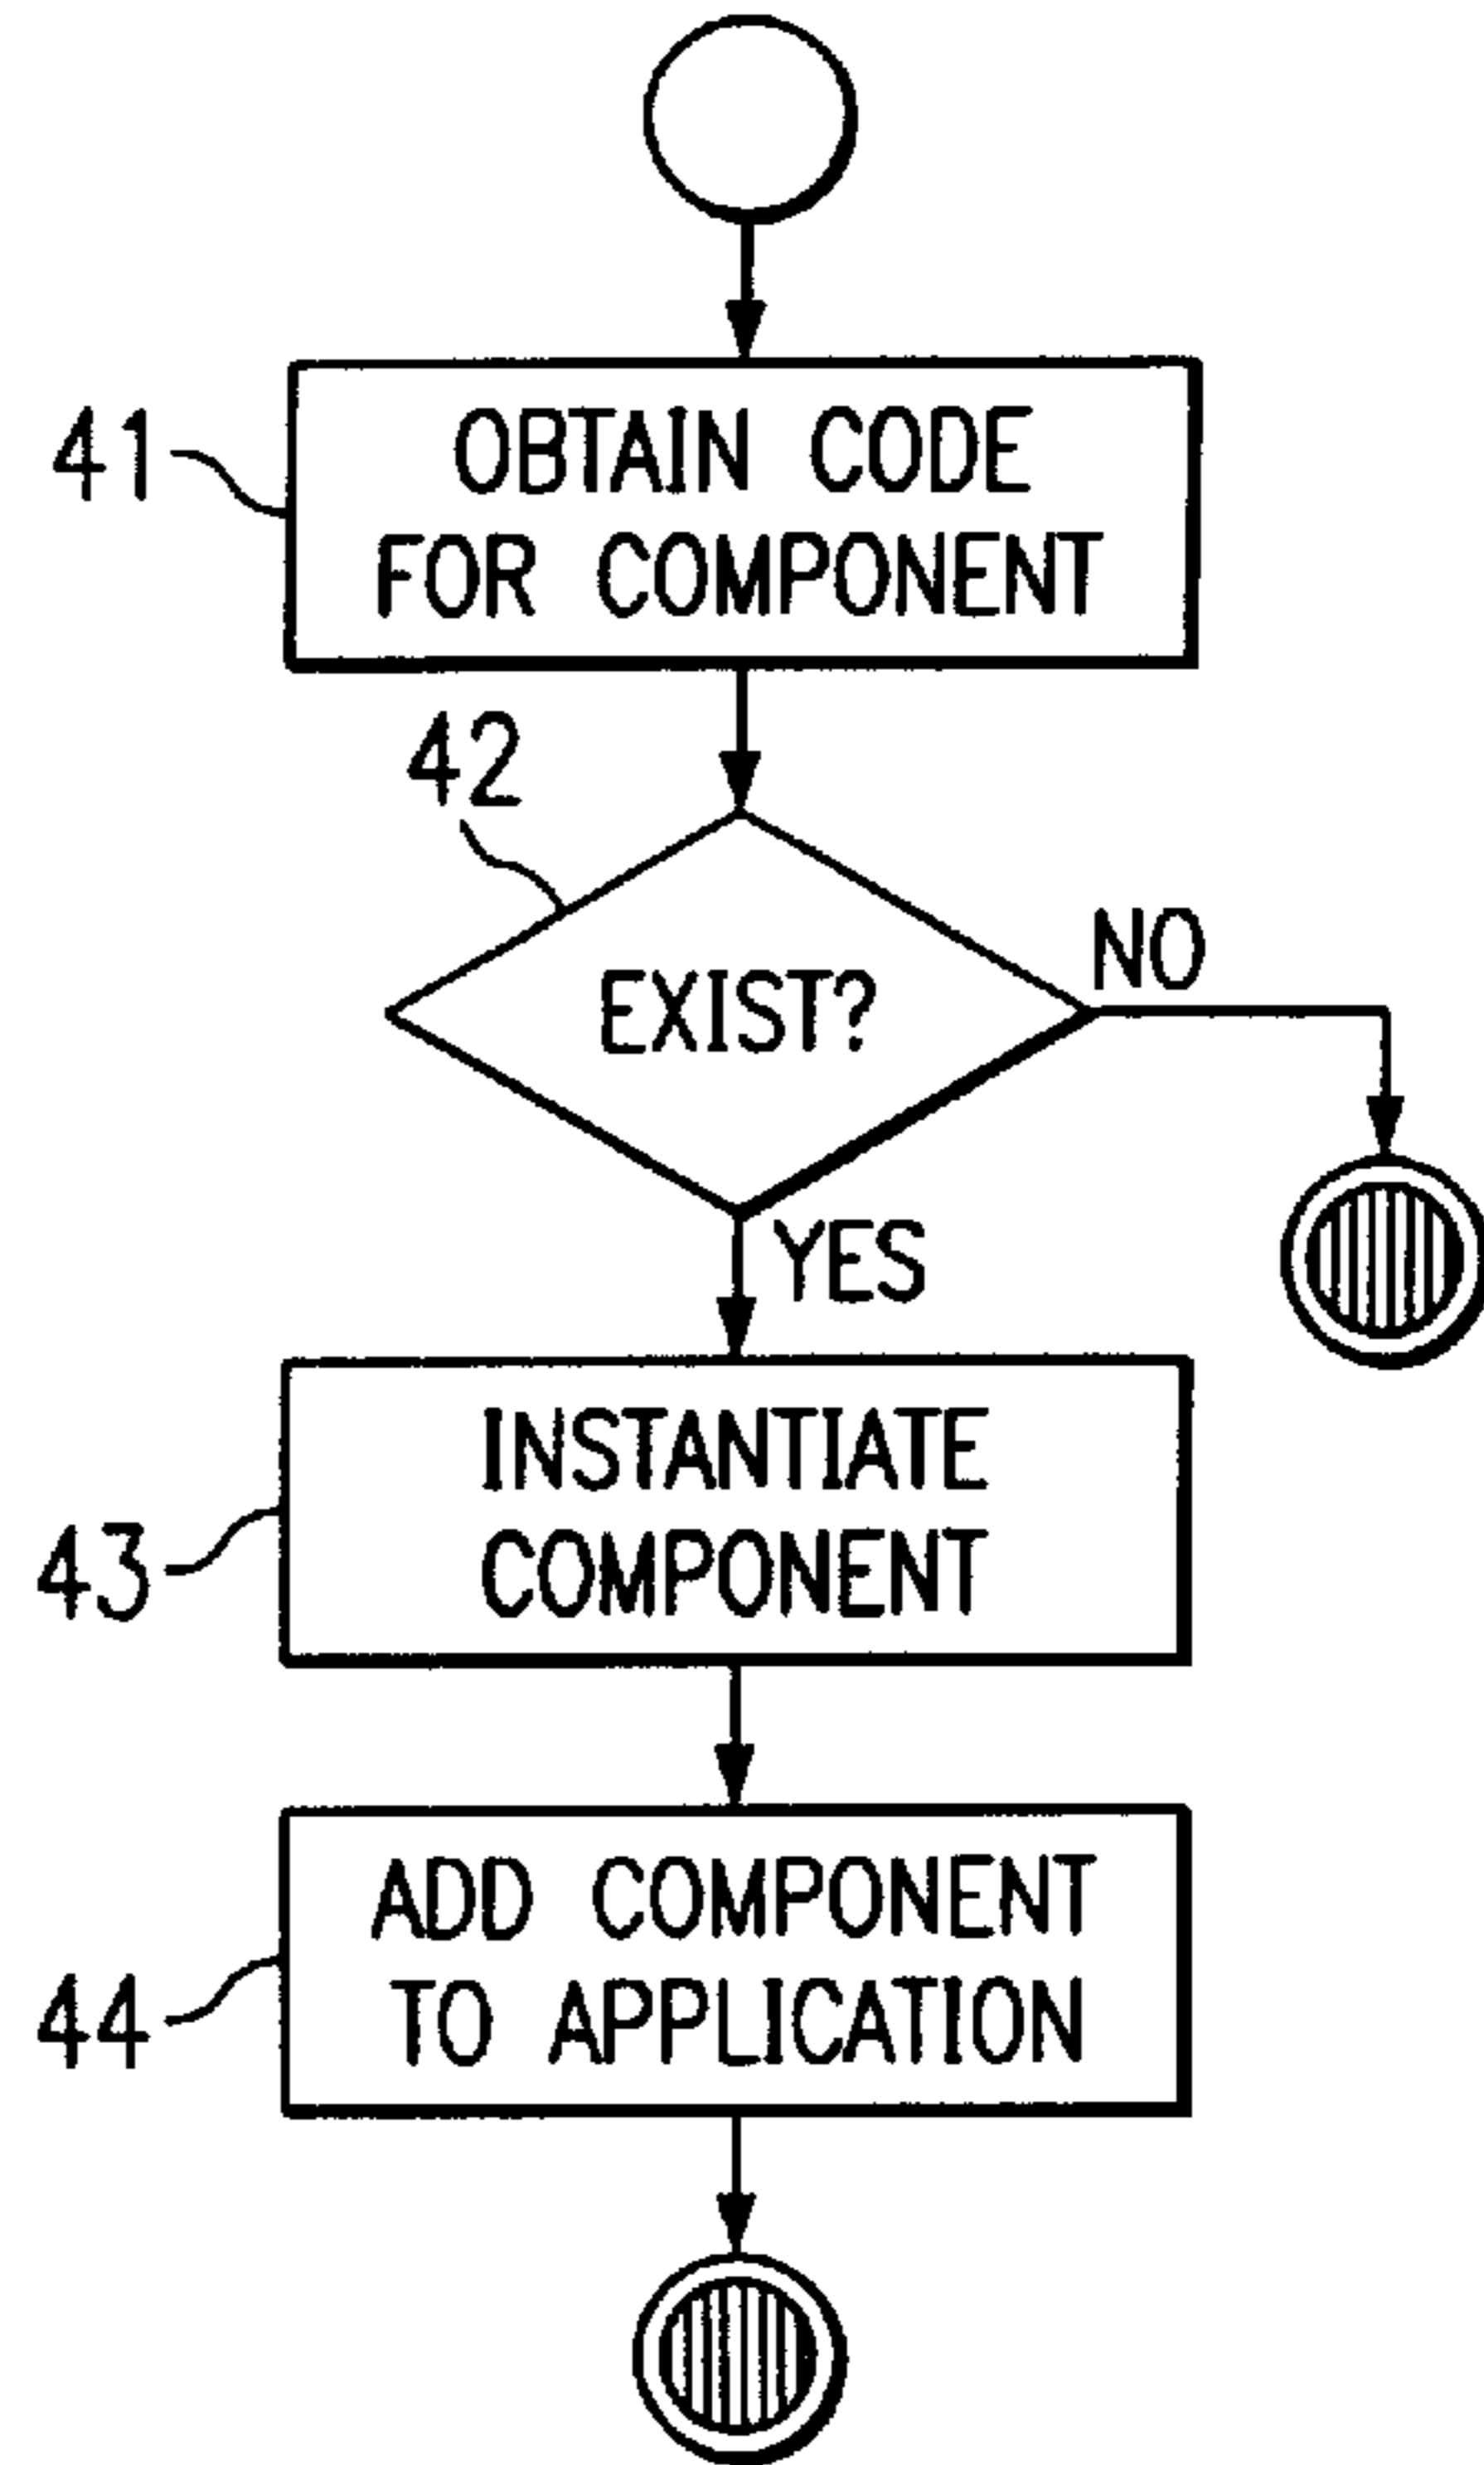 41
OBTAIN CODE
FOR COMPONENT
42
EXIST?
NO
YES
43
INSTANTIATE
COMPONENT
44
ADD COMPONENT
TO APPLICATION